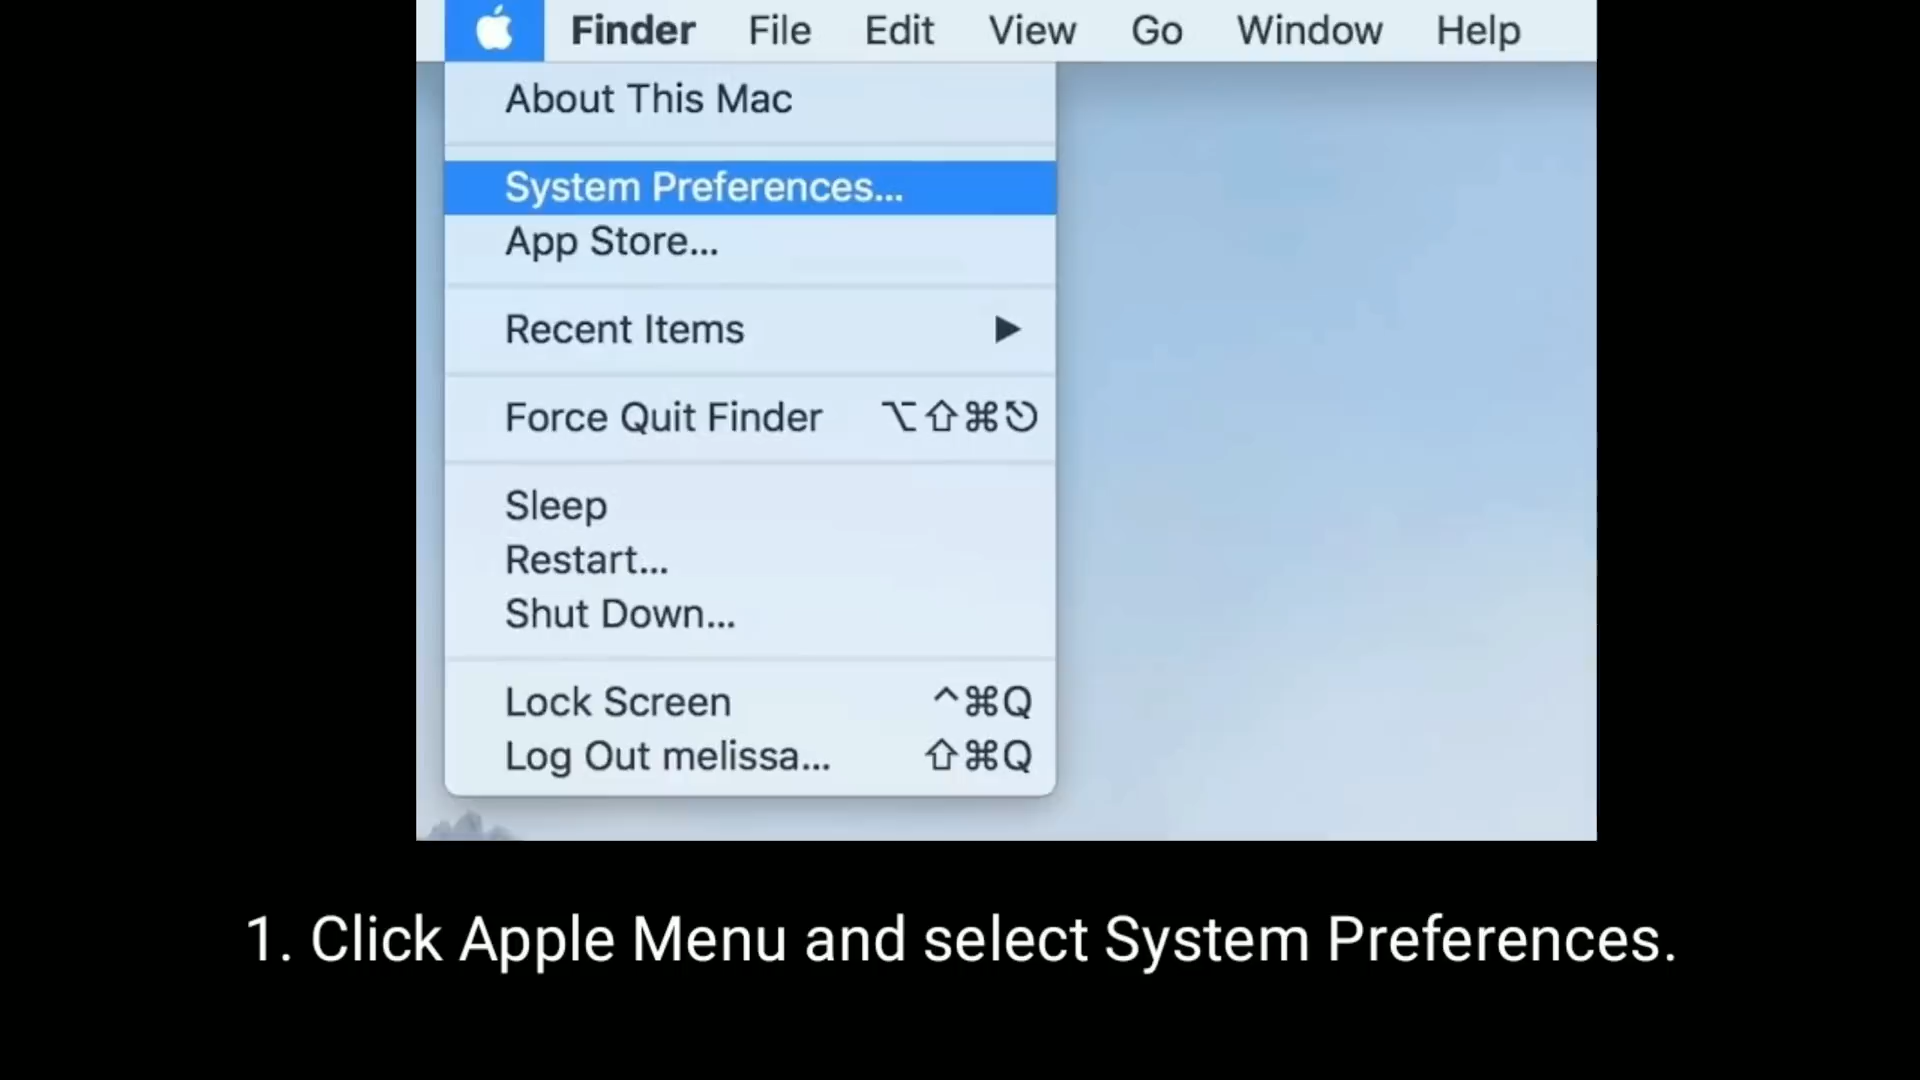 Finder File Edit View Go Window Help
About This Mac
System Preferences...
App Store...
Recent Items ▶
Force Quit Finder ⌥⇧⌘⎋
Sleep
Restart...
Shut Down...
Lock Screen ^⌘Q
Log Out melissa... ⇧⌘Q
1. Click Apple Menu and select System Preferences.